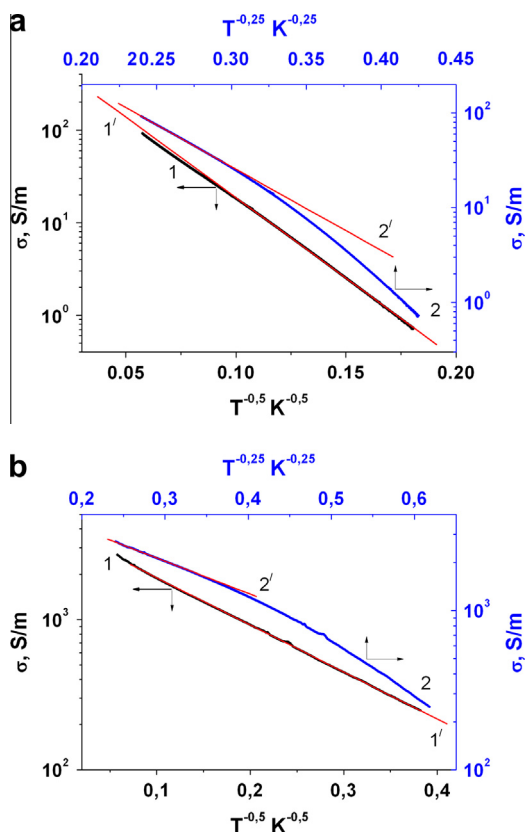 a
T^-0,25 K^-0,25
0.20 20.25 0.30 0.35 0.40 0.45
σ, S/m
10^2
10^1
10^0
1/
1
2/
2
10^2
10^1
10^0
σ, S/m
0.05 0.10 0.15 0.20
T^-0,5 K^-0,5
b
T^-0,25 K^-0,25
0,2 0,3 0,4 0,5 0,6
σ, S/m
10^3
10^2
1
2/
2
1/
10^3
10^2
σ, S/m
0,1 0,2 0,3 0,4
T^-0,5 K^-0,5